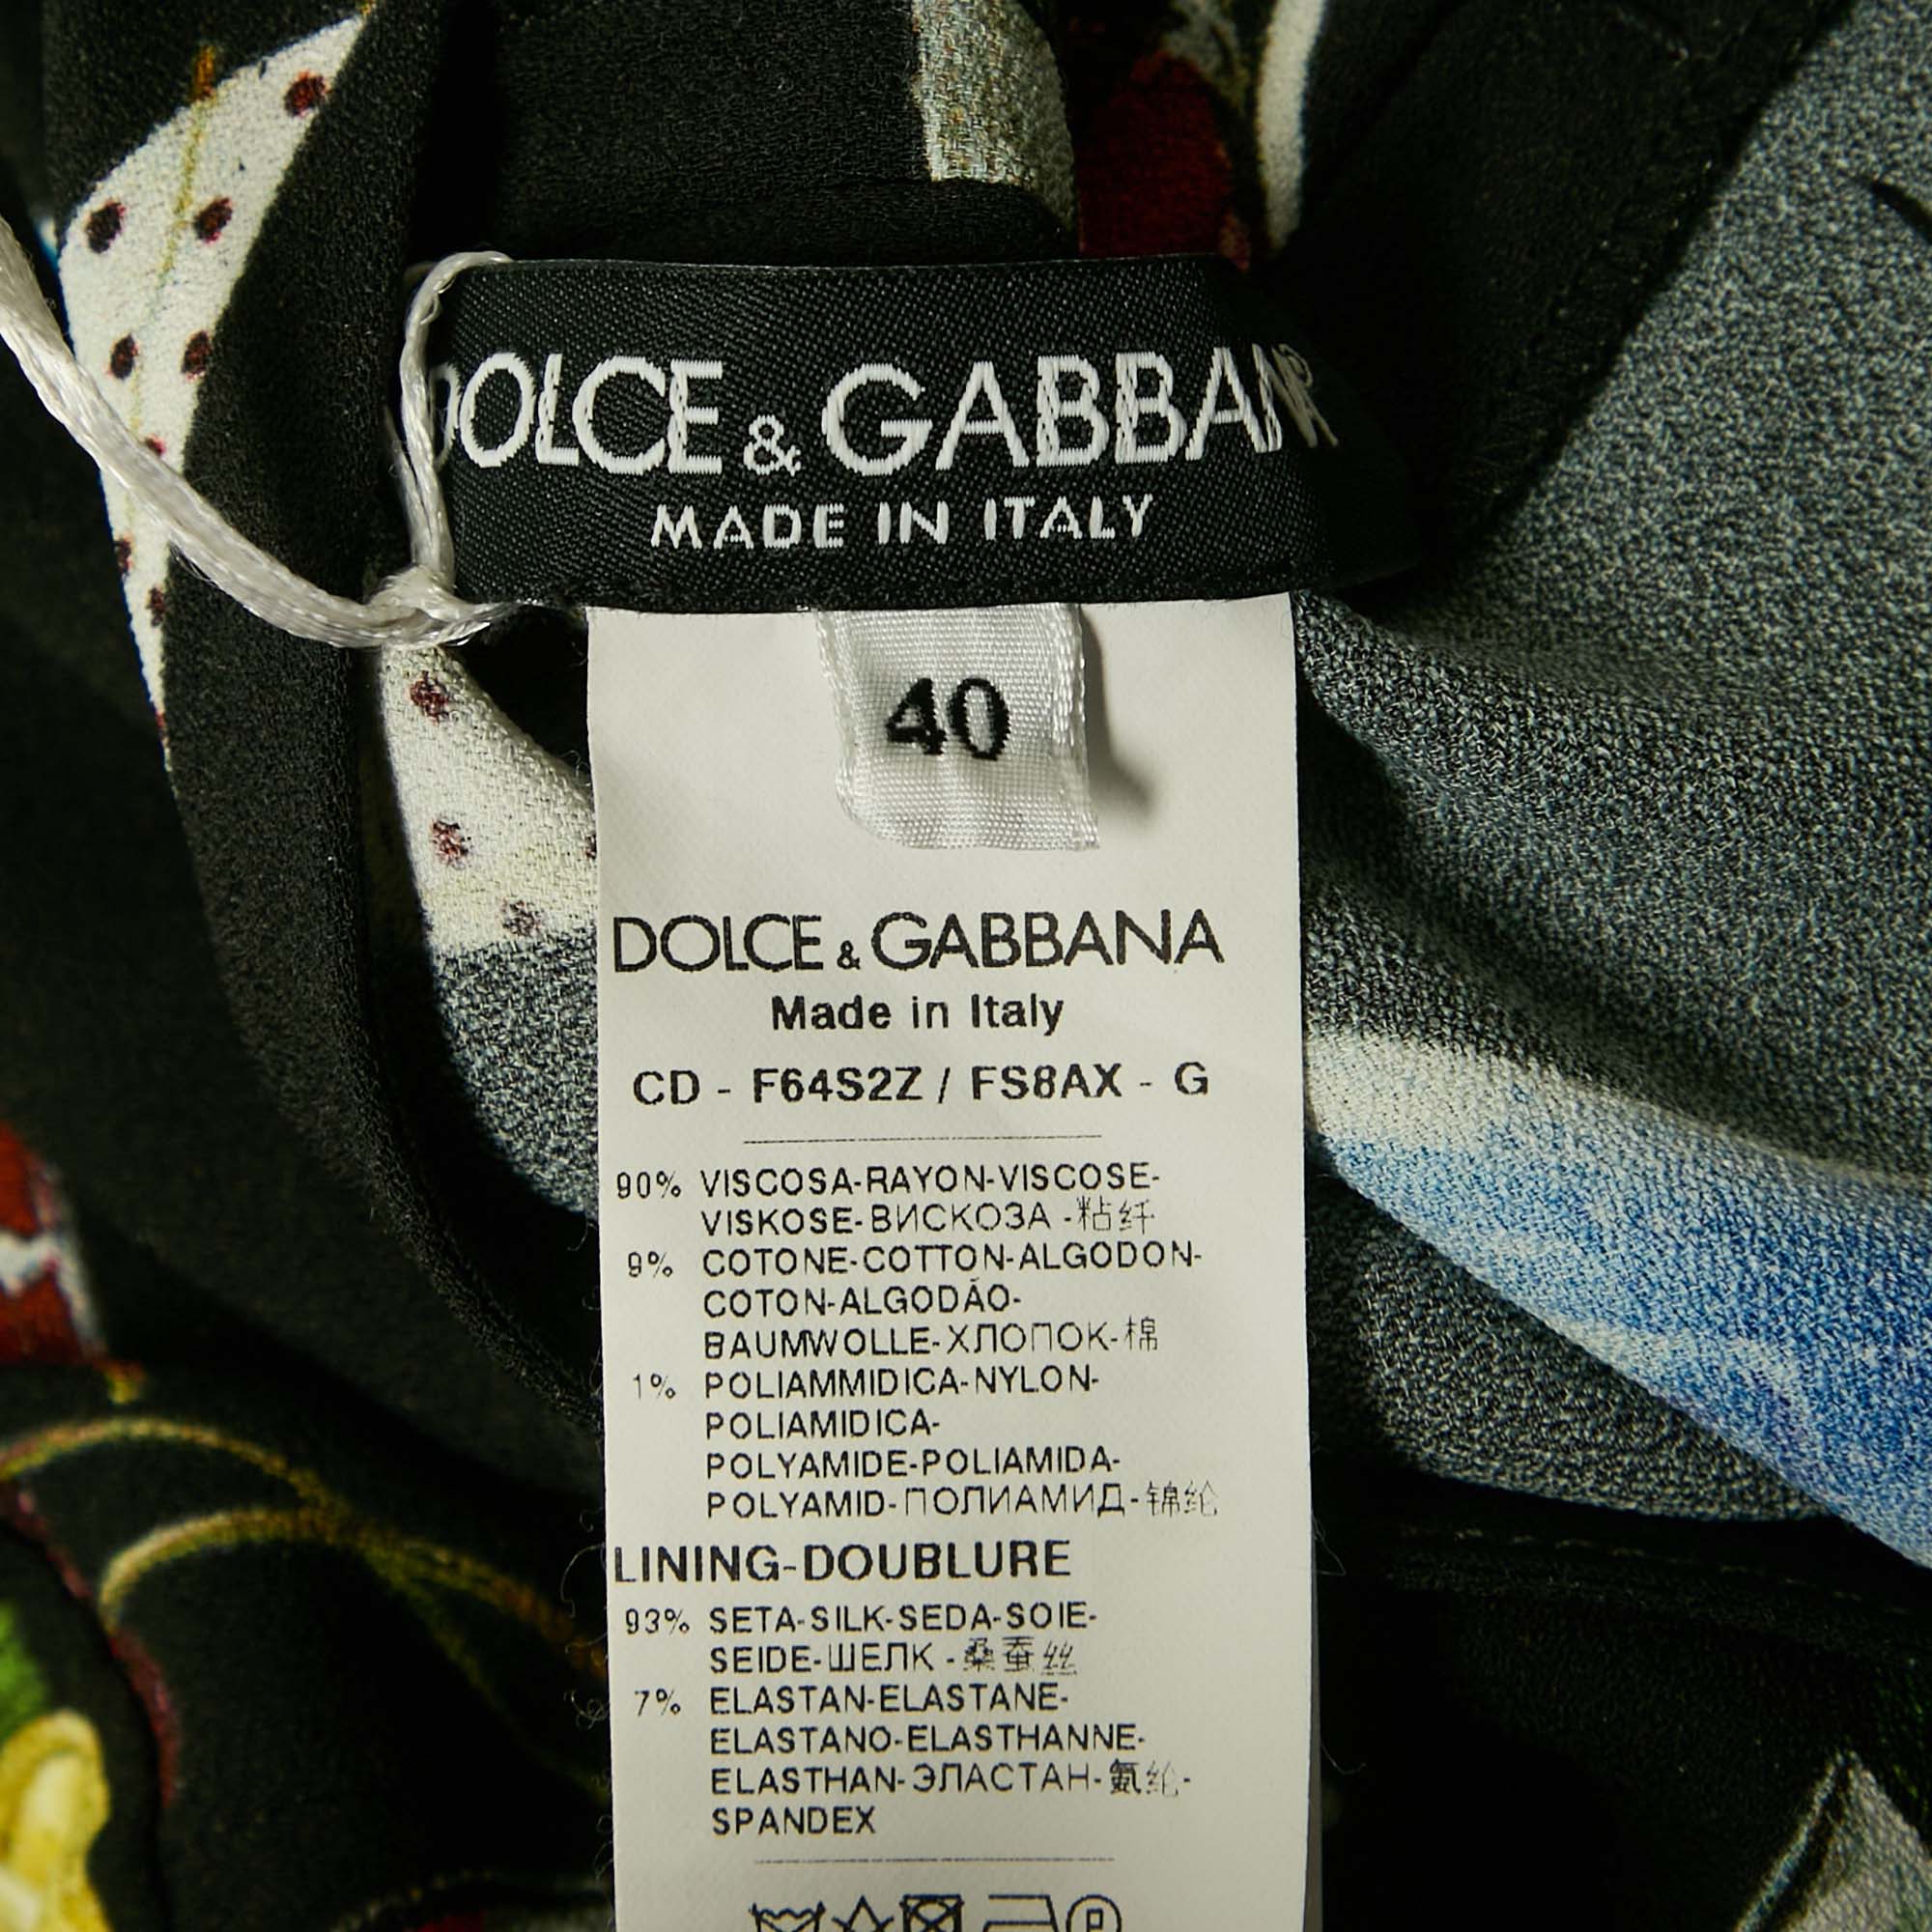 DOLCE & GABBAN
MADE IN ITALY
40
DOLCE & GABBANA
Made in Italy
CD - F64S2Z / FS8AX - G
90% VISCOSA-RAYON-VISCOSE-
VISKOSE-ВИСКОЗА -粘纤
9% COTONE-COTTON-ALGODON-
COTON-ALGODÃO-
BAUMWOLLE-ХЛОПОК-棉
1% POLIAMMIDICA-NYLON-
POLIAMIDICA-
POLYAMIDE-POLIAMIDA-
POLYAMID-ПОЛИАМИД-锦纶
LINING-DOUBLURE
93% SETA-SILK-SEDA-SOIE-
SEIDE-ШЕЛК -桑蚕丝
7% ELASTAN-ELASTANE-
ELASTANO-ELASTHANNE-
ELASTHAN-ЭЛАСТАН-氨纶-
SPANDEX
P